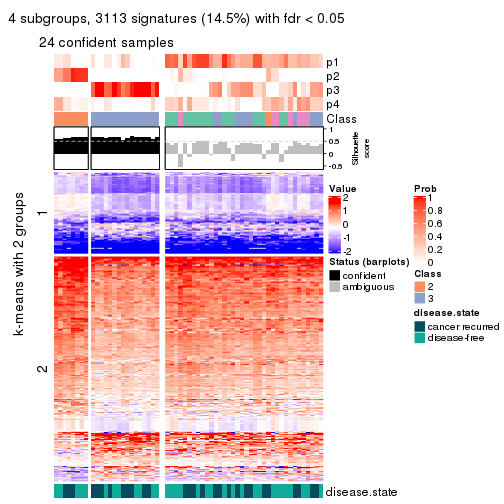 4 subgroups, 3113 signatures (14.5%) with fdr < 0.05
24 confident samples
p1
p2
p3
p4
Class
1
0.5
0
-0.5
Silhouette
score
k-means with 2 groups
1
2
Value
2
1
0
-1
-2
Status (barplots)
confident
ambiguous
Prob
1
0.8
0.6
0.4
0.2
0
Class
2
3
disease.state
cancer recurred
disease-free
disease.state